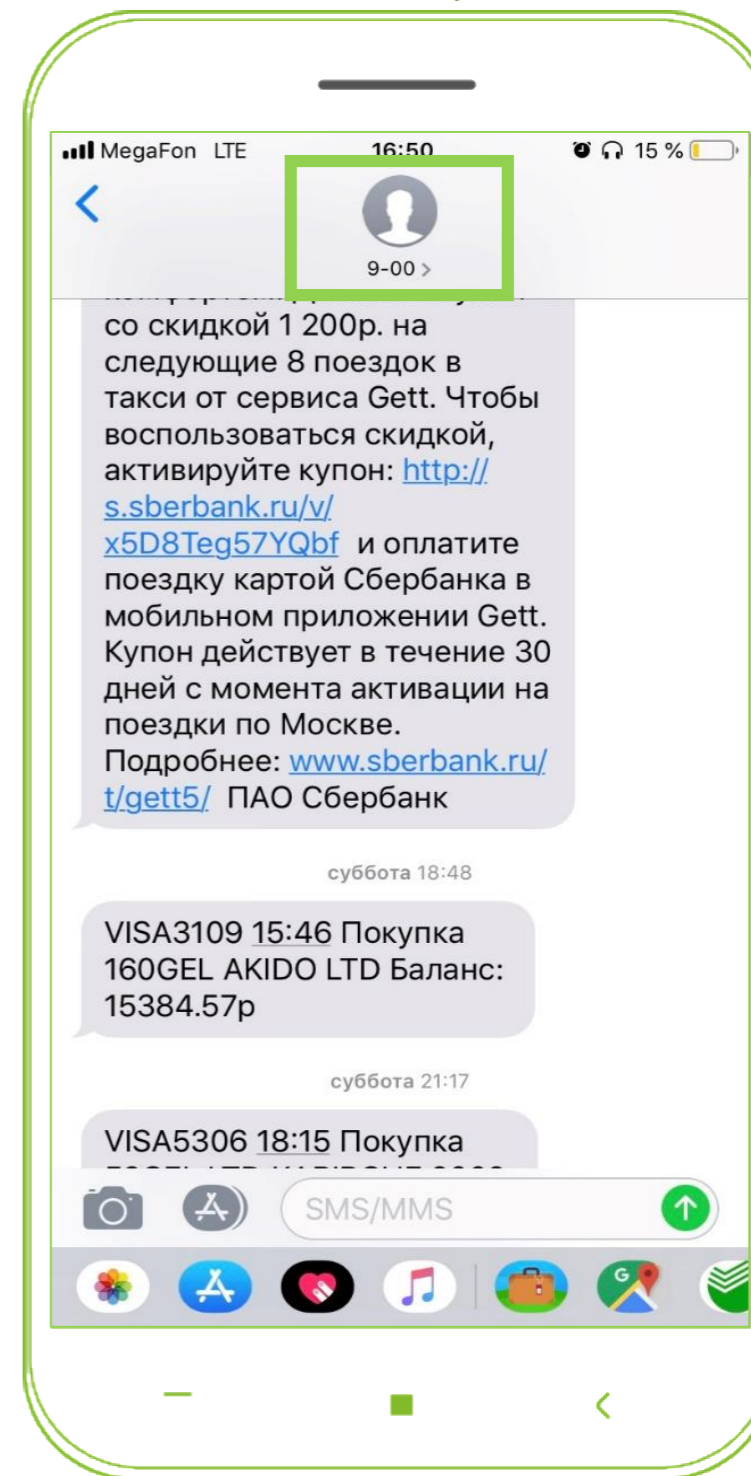 MegaFon LTE 16:50 15 %
9-00 >
со скидкой 1 200р. на
следующие 8 поездок в
такси от сервиса Gett. Чтобы
воспользоваться скидкой,
активируйте купон: http://
s.sberbank.ru/v/
x5D8Teg57YQbf и оплатите
поездку картой Сбербанка в
мобильном приложении Gett.
Купон действует в течение 30
дней с момента активации на
поездки по Москве.
Подробнее: www.sberbank.ru/
t/gett5/ ПАО Сбербанк
суббота 18:48
VISA3109 15:46 Покупка
160GEL AKIDO LTD Баланс:
15384.57р
суббота 21:17
VISA5306 18:15 Покупка
SMS/MMS